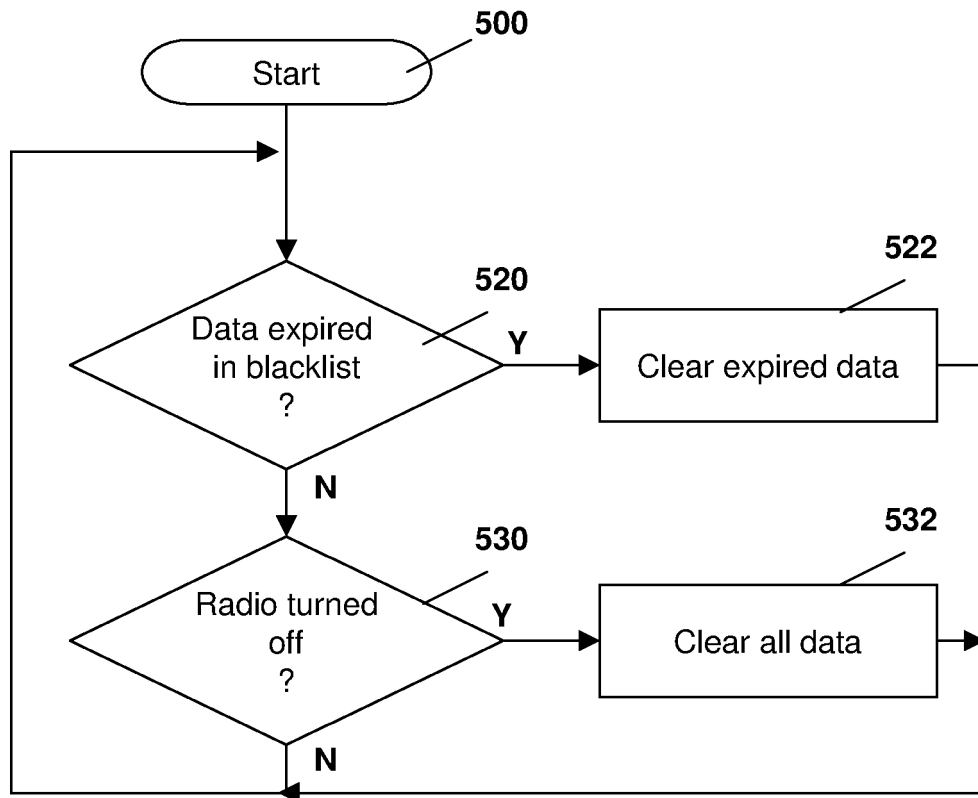 500
Start
520
Data expired
in blacklist
?
Y
522
Clear expired data
N
530
Radio turned
off
?
Y
532
Clear all data
N